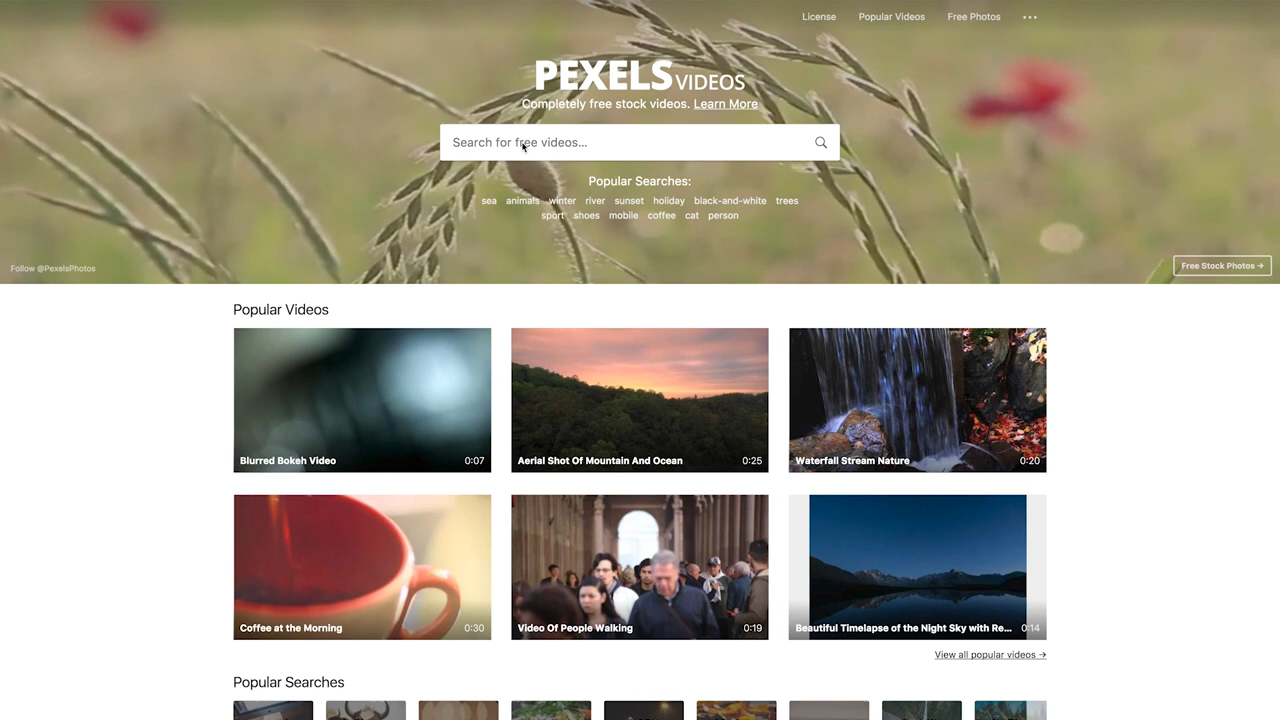 License Popular Videos Free Photos
PEXELS VIDEOS
Completely free stock videos. Learn More
Search for free videos...
Popular Searches:
sea animals winter river sunset holiday black-and-white trees
sport shoes mobile coffee cat person
Follow @PexelsPhotos
Free Stock Photos →
Popular Videos
Blurred Bokeh Video 0:07
Aerial Shot Of Mountain And Ocean 0:25
Waterfall Stream Nature 0:20
Coffee at the Morning 0:30
Video Of People Walking 0:19
Beautiful Timelapse of the Night Sky with Re... 0:14
View all popular videos →
Popular Searches